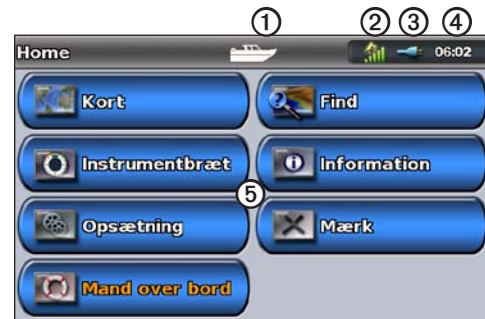 ① ② ③ ④
Home 06:02
Kort Find
Instrumentbræt Information
⑤
Opsætning Mærk
Mand over bord